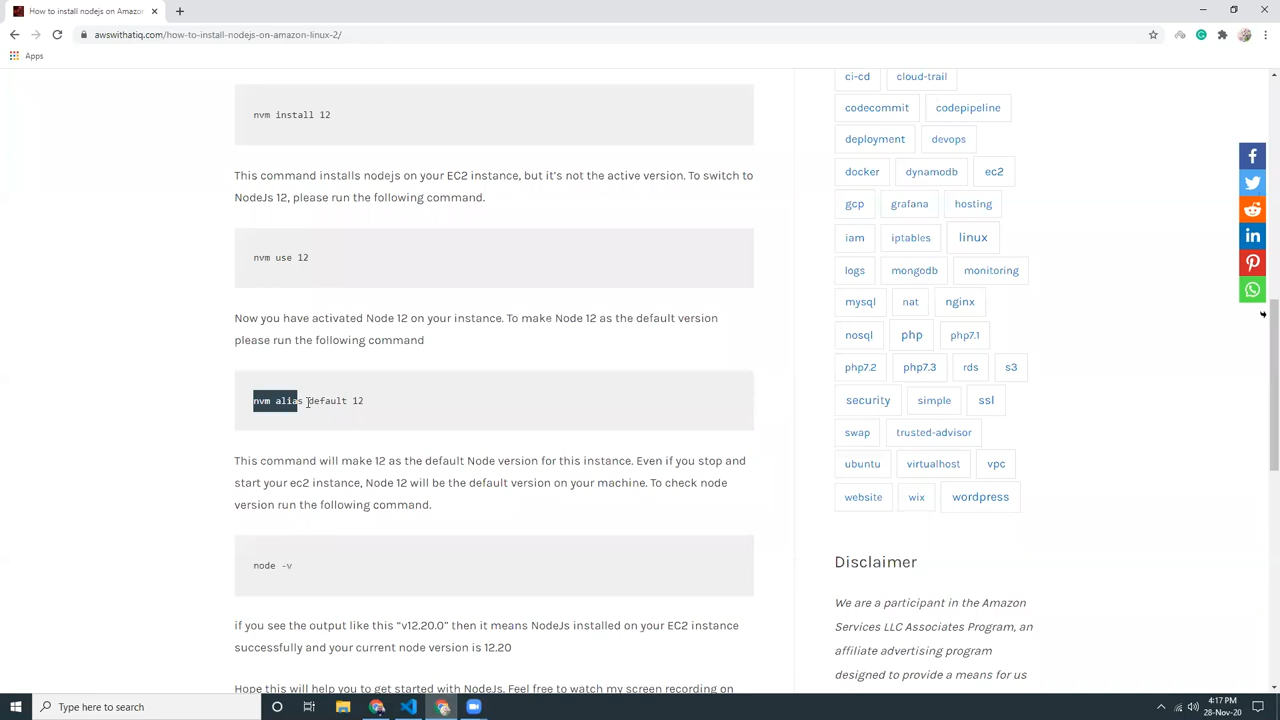 How to install nodejs on Amazon
awswithatiq.com/how-to-install-nodejs-on-amazon-linux-2/
Apps
nvm install 12
This command installs nodejs on your EC2 instance, but it's not the active version. To switch to
NodeJs 12, please run the following command.
nvm use 12
Now you have activated Node 12 on your instance. To make Node 12 as the default version
please run the following command
nvm alias default 12
This command will make 12 as the default Node version for this instance. Even if you stop and
start your ec2 instance, Node 12 will be the default version on your machine. To check node
version run the following command.
node -v
if you see the output like this “v12.20.0” then it means NodeJs installed on your EC2 instance
successfully and your current node version is 12.20
Hope this will help you to get started with NodeJs. Feel free to watch my screen recording on
ci-cd cloud-trail
codecommit codepipeline
deployment devops
docker dynamodb ec2
gcp grafana hosting
iam iptables linux
logs mongodb monitoring
mysql nat nginx
nosql php php7.1
php7.2 php7.3 rds s3
security simple ssl
swap trusted-advisor
ubuntu virtualhost vpc
website wix wordpress
Disclaimer
We are a participant in the Amazon
Services LLC Associates Program, an
affiliate advertising program
designed to provide a means for us
Type here to search
4:17 PM
28-Nov-20